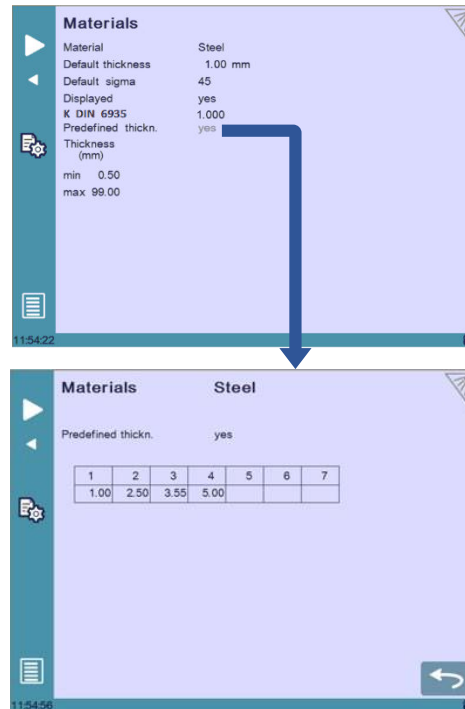 Materials
Material Steel
Default thickness 1.00 mm
Default sigma 45
Displayed yes
K DIN 6935 1.000
Predefined thickn. yes
Thickness
(mm)
min 0.50
max 99.00
11:54:22
Materials Steel
Predefined thickn. yes
1 2 3 4 5 6 7
1.00 2.50 3.55 5.00
11:54:56